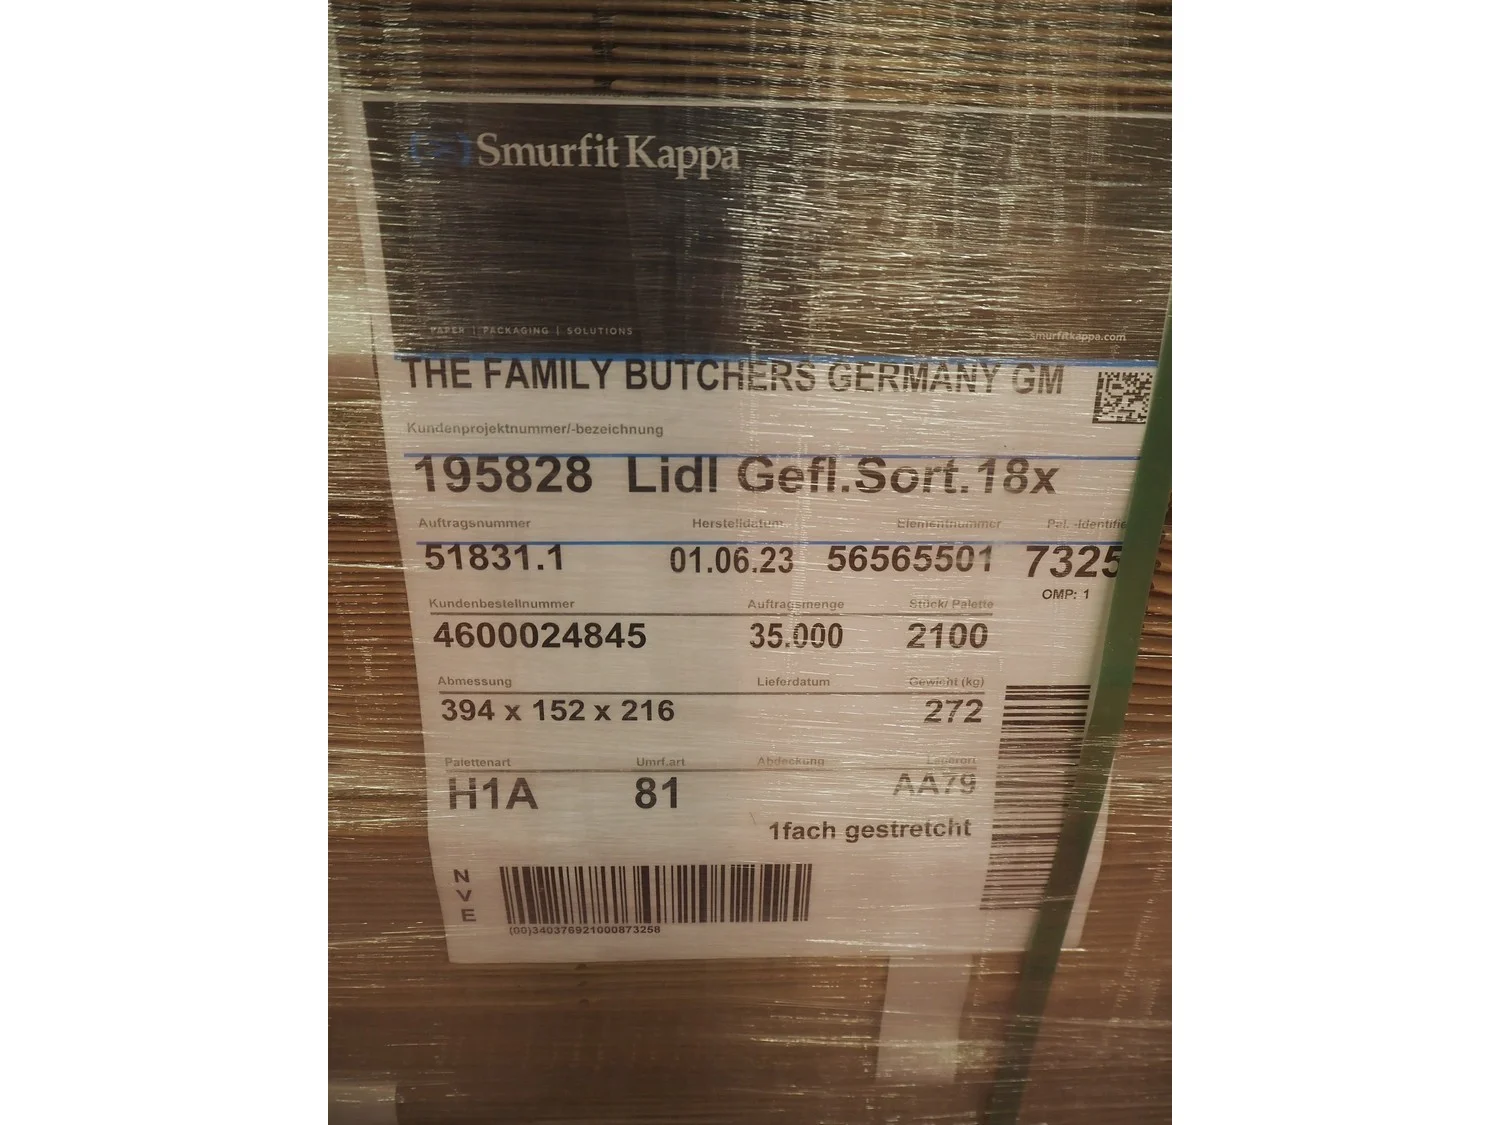 Smurfit Kappa
PAPER | PACKAGING | SOLUTIONS smurfitkappa.com
THE FAMILY BUTCHERS GERMANY GM
Kundenprojektnummer/-bezeichnung
195828 Lidl Gefl.Sort.18x
Auftragsnummer Herstelldatum Elementnummer Pal. -Identifie
51831.1 01.06.23 56565501 7325
OMP: 1
Kundenbestellnummer Auftragsmenge Stück/ Palette
4600024845 35.000 2100
Abmessung Lieferdatum Gewicht (kg)
394 x 152 x 216 272
Palettenart Umrf.art Abdeckung Lagerort
H1A 81 AA79
1fach gestretcht
NVE
(00)340376921000873258